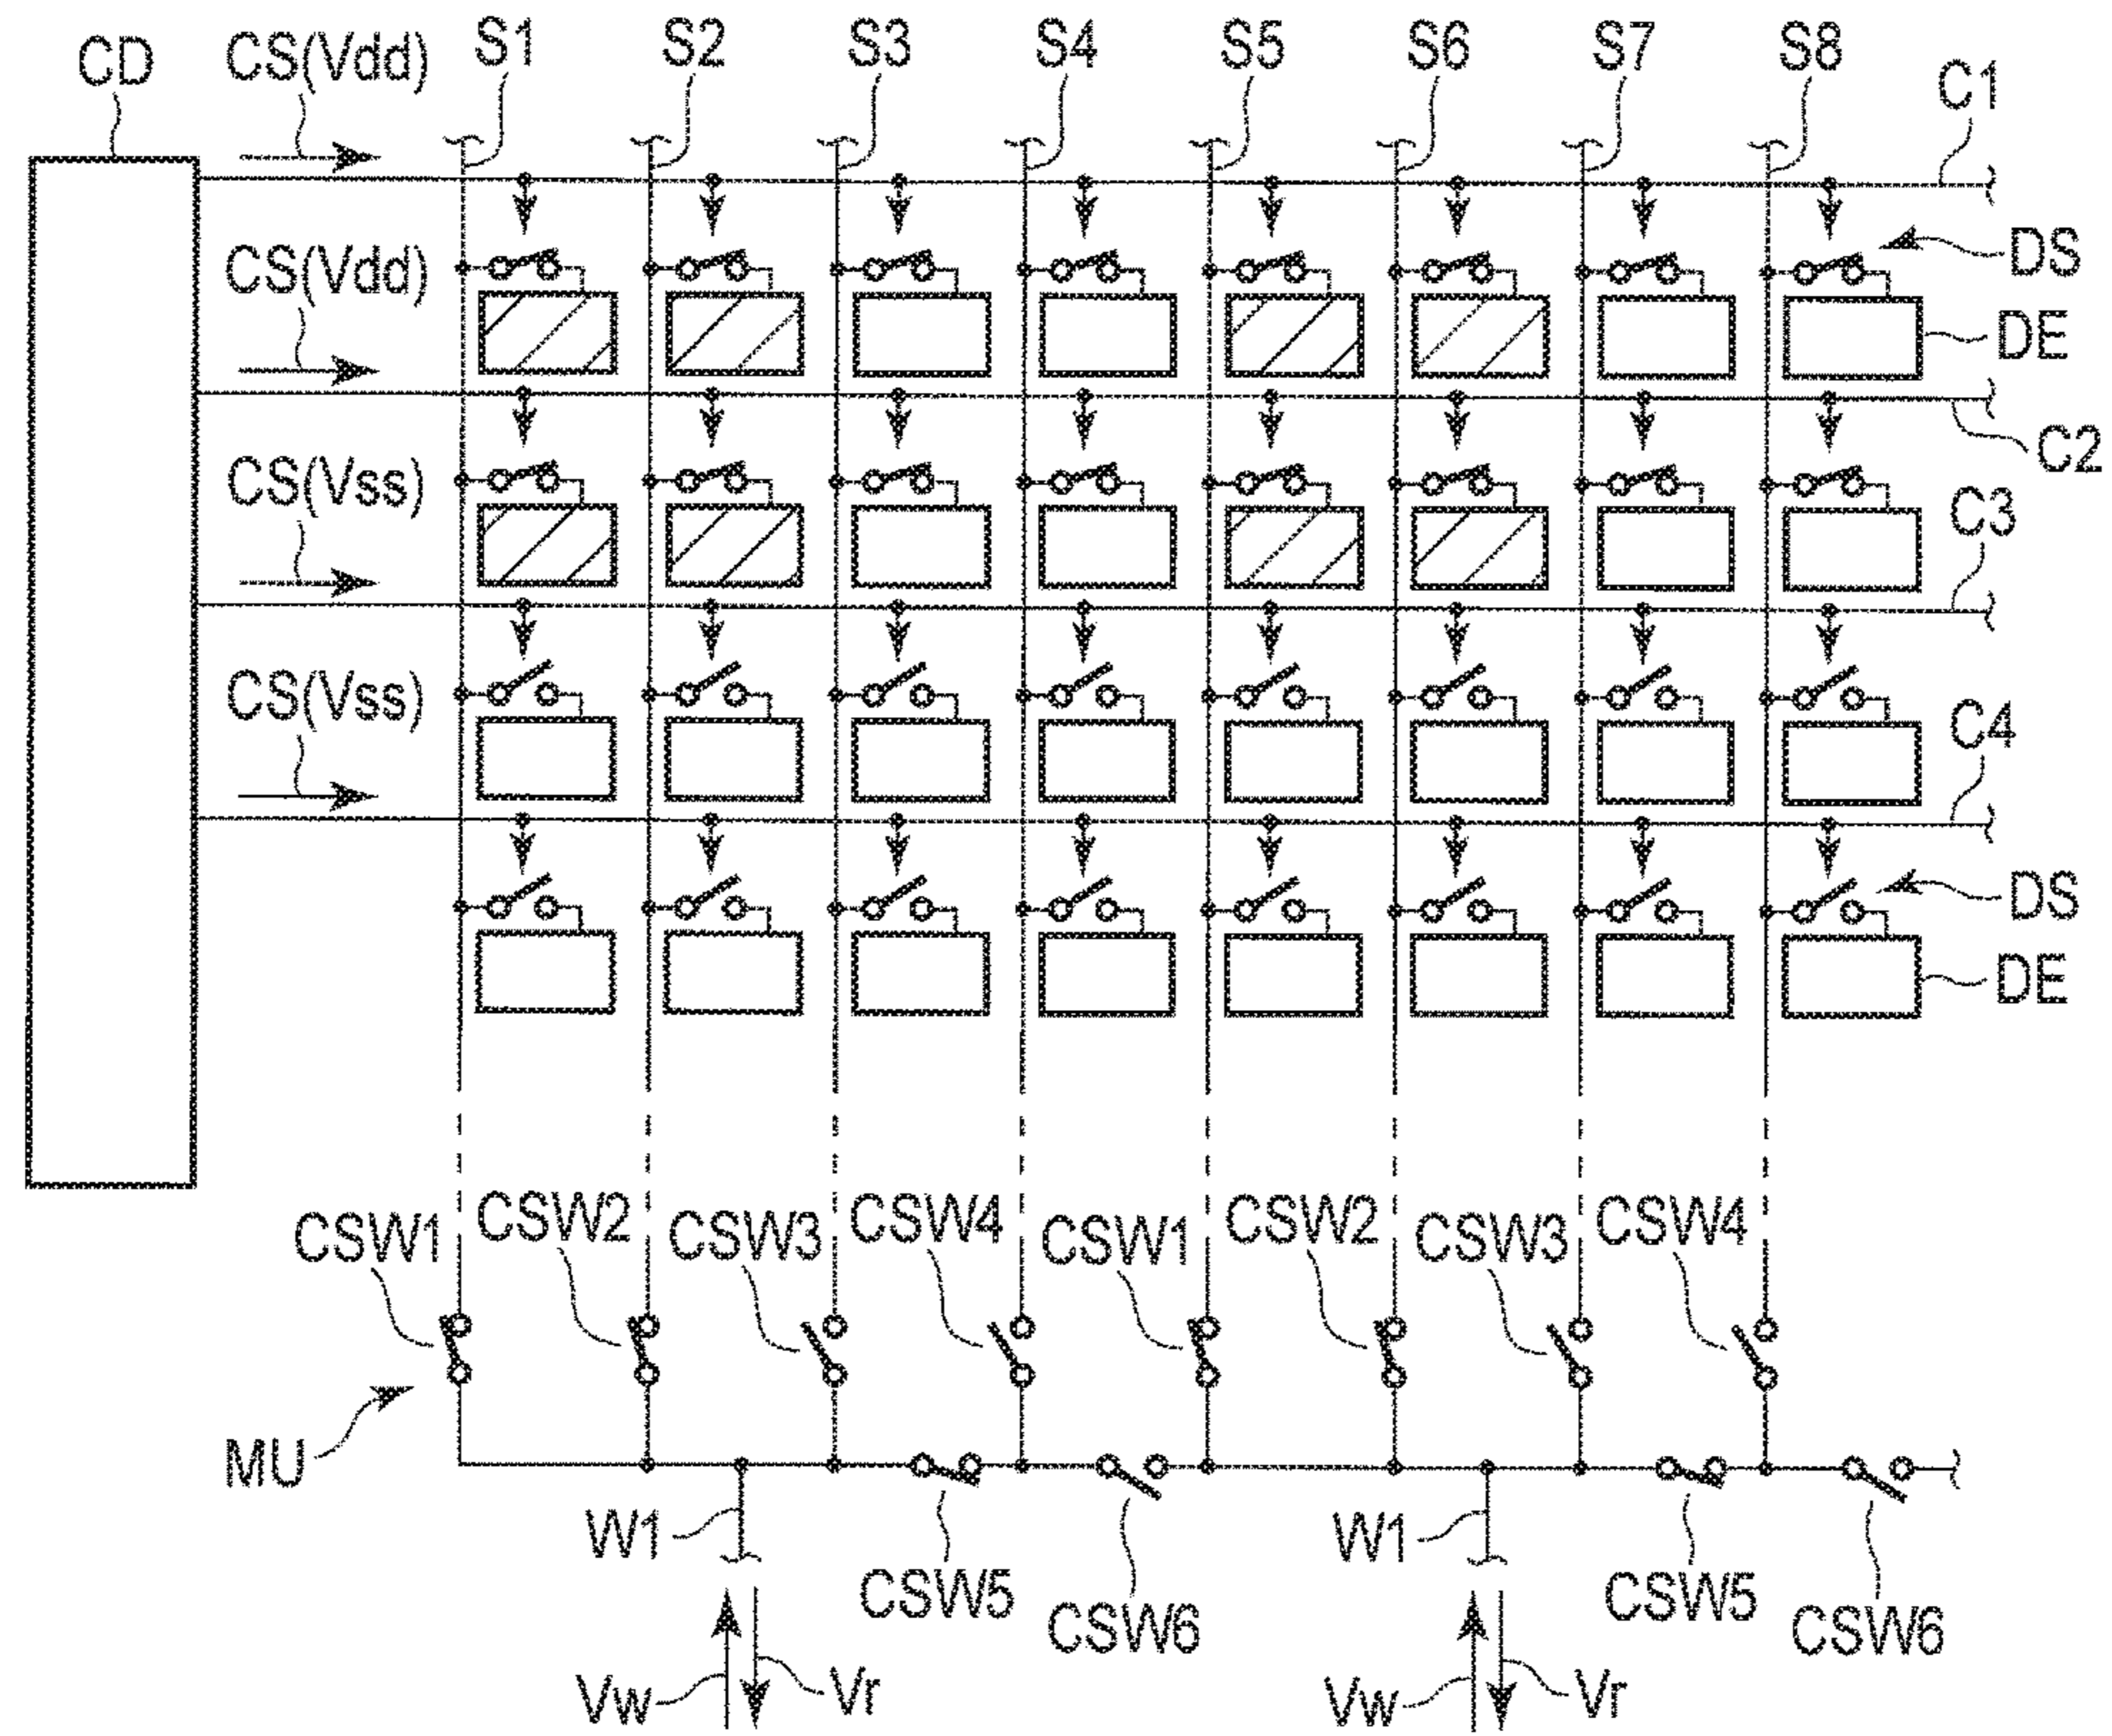 CD CS(Vdd) S1 S2 S3 S4 S5 S6 S7 S8 C1
CS(Vdd) DS
DE
CS(Vss) C2
C3
CS(Vss) C4
DS
DE
CSW1 CSW2 CSW3 CSW4 CSW1 CSW2 CSW3 CSW4
MU
W1 CSW5 CSW6 W1 CSW5 CSW6
Vw Vr Vw Vr